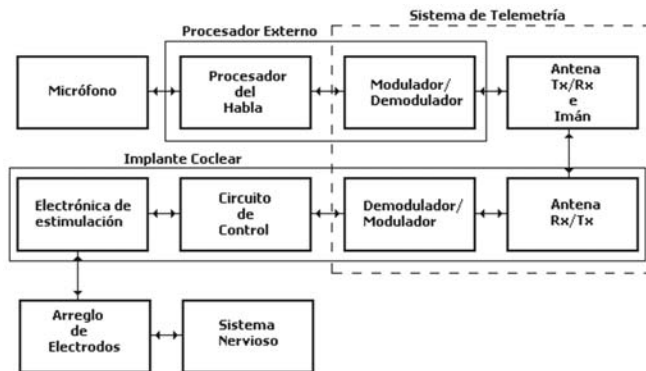 Sistema de Telemetría
Procesador Externo
Micrófono
Procesador
del
Habla
Modulador/
Demodulador
Antena
Tx/Rx
e
Imán
Implante Coclear
Electrónica de
estimulación
Circuito
de
Control
Demodulador/
Modulador
Antena
Rx/Tx
Arreglo
de
Electrodos
Sistema
Nervioso